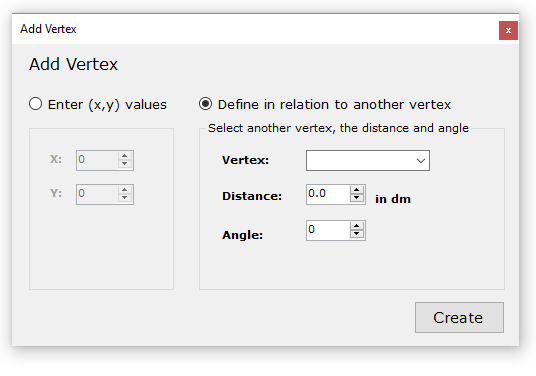 Add Vertex
x
Add Vertex
Enter (x,y) values
Define in relation to another vertex
Select another vertex, the distance and angle
X: 0
Y: 0
Vertex:
Distance: 0.0 in dm
Angle: 0
Create